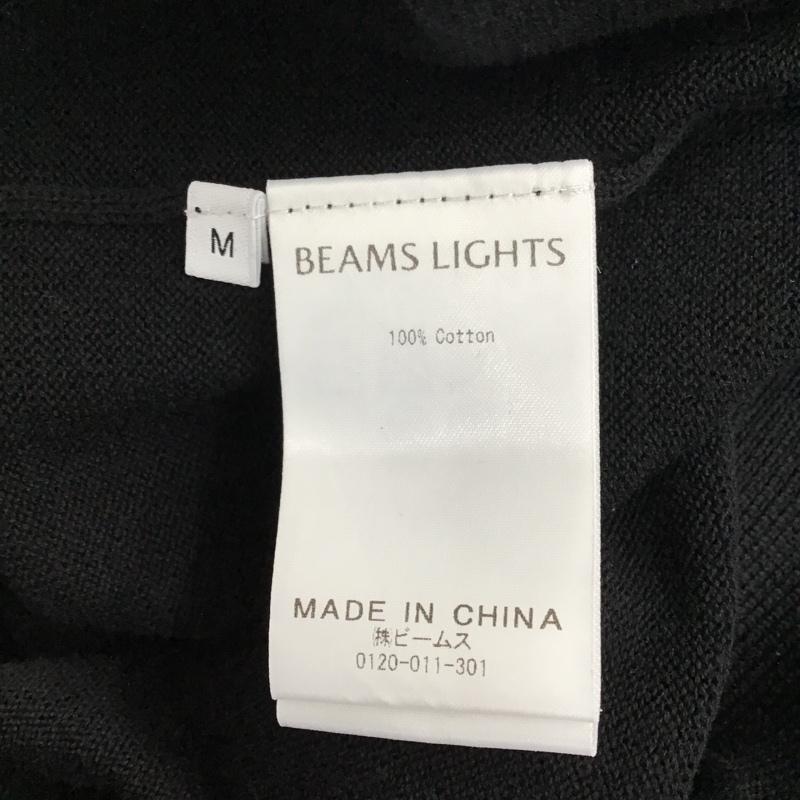 M
BEAMS LIGHTS
100% Cotton
MADE IN CHINA
㈱ビームス
0120-011-301